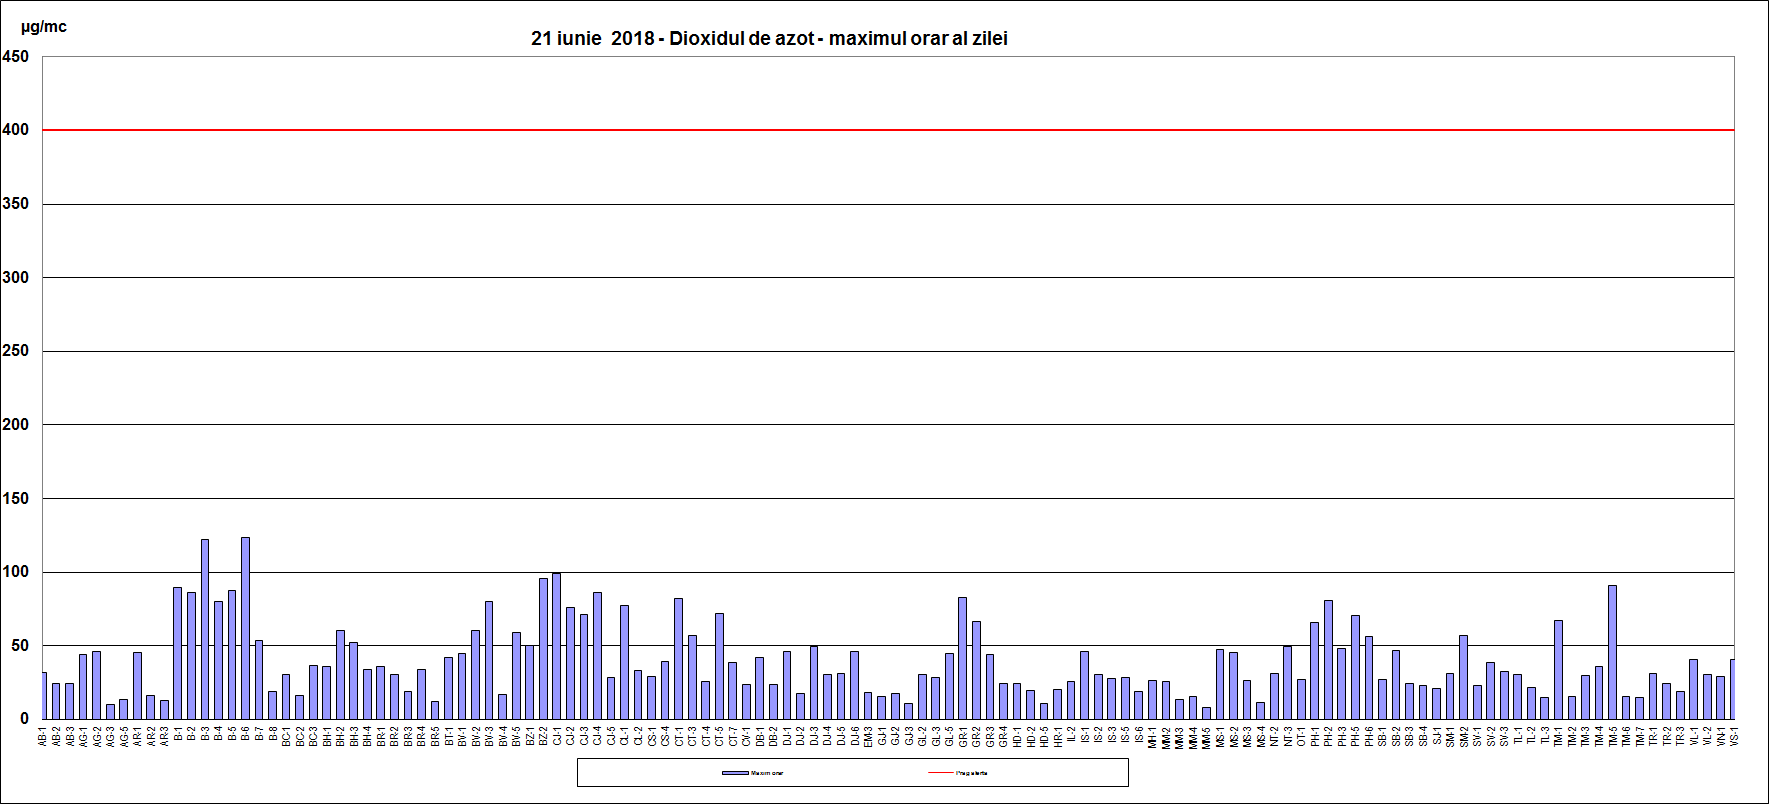 µg/mc
21 iunie 2018 - Dioxidul de azot - maximul orar al zilei
450
400
350
300
250
200
150
100
50
0
AB-1 AB-2 AB-3 AG-1 AG-2 AG-3 AG-5 AR-1 AR-2 AR-3 B-1 B-2 B-3 B-4 B-5 B-6 B-7 B-8 BC-1 BC-2 BC-3 BH-1 BH-2 BH-3 BH-4 BR-1 BR-2 BR-3 BR-4 BR-5 BT-1 BV-1 BV-2 BV-3 BV-4 BV-5 BZ-1 BZ-2 CJ-1 CJ-2 CJ-3 CJ-4 CJ-5 CL-1 CL-2 CS-1 CS-4 CT-1 CT-3 CT-4 CT-5 CT-7 CV-1 DB-1 DB-2 DJ-1 DJ-2 DJ-3 DJ-4 DJ-5 DJ-6 EM-3 GJ-1 GJ-2 GJ-3 GL-2 GL-3 GL-5 GR-1 GR-2 GR-3 GR-4 HD-1 HD-2 HD-5 HR-1 IL-2 IS-1 IS-2 IS-3 IS-5 IS-6 MH-1 MM-2 MM-3 MM-4 MM-5 MS-1 MS-2 MS-3 MS-4 NT-2 NT-3 OT-1 PH-1 PH-2 PH-3 PH-5 PH-6 SB-1 SB-2 SB-3 SB-4 SJ-1 SM-1 SM-2 SV-1 SV-2 SV-3 TL-1 TL-2 TL-3 TM-1 TM-2 TM-3 TM-4 TM-5 TM-6 TM-7 TR-1 TR-2 TR-3 VL-1 VL-2 VN-1 VS-1
Maxim orar Prag alerta